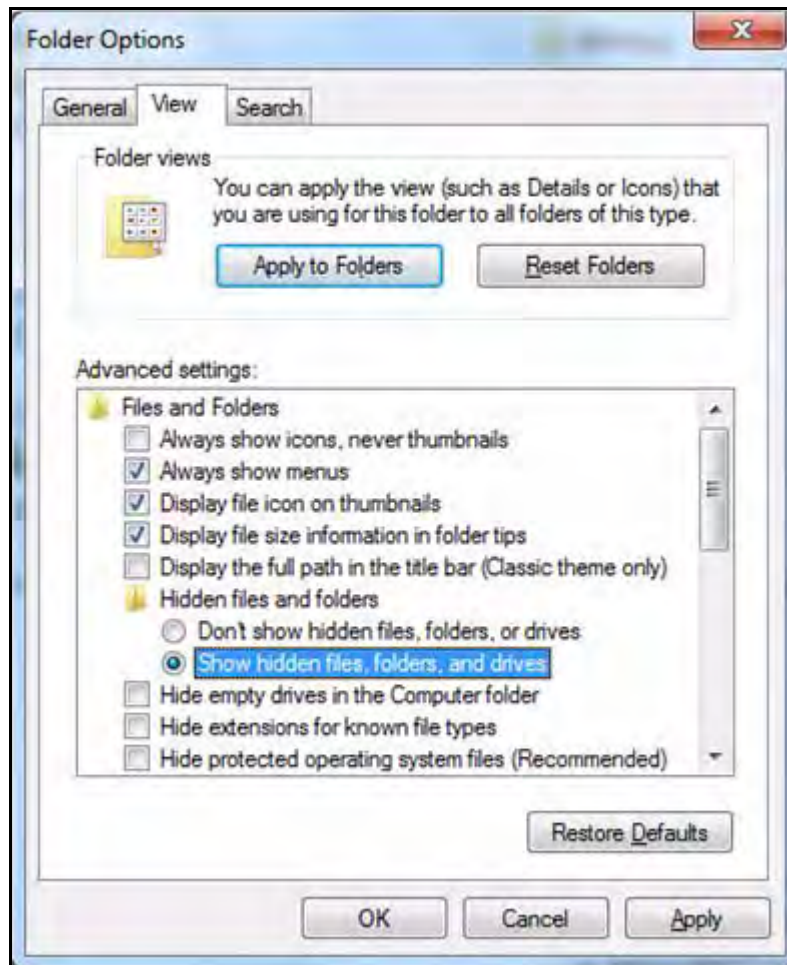 Folder Options
General View Search
Folder views
You can apply the view (such as Details or Icons) that
you are using for this folder to all folders of this type.
Apply to Folders Reset Folders
Advanced settings:
Files and Folders
Always show icons, never thumbnails
Always show menus
Display file icon on thumbnails
Display file size information in folder tips
Display the full path in the title bar (Classic theme only)
Hidden files and folders
Don't show hidden files, folders, or drives
Show hidden files, folders, and drives
Hide empty drives in the Computer folder
Hide extensions for known file types
Hide protected operating system files (Recommended)
Restore Defaults
OK Cancel Apply